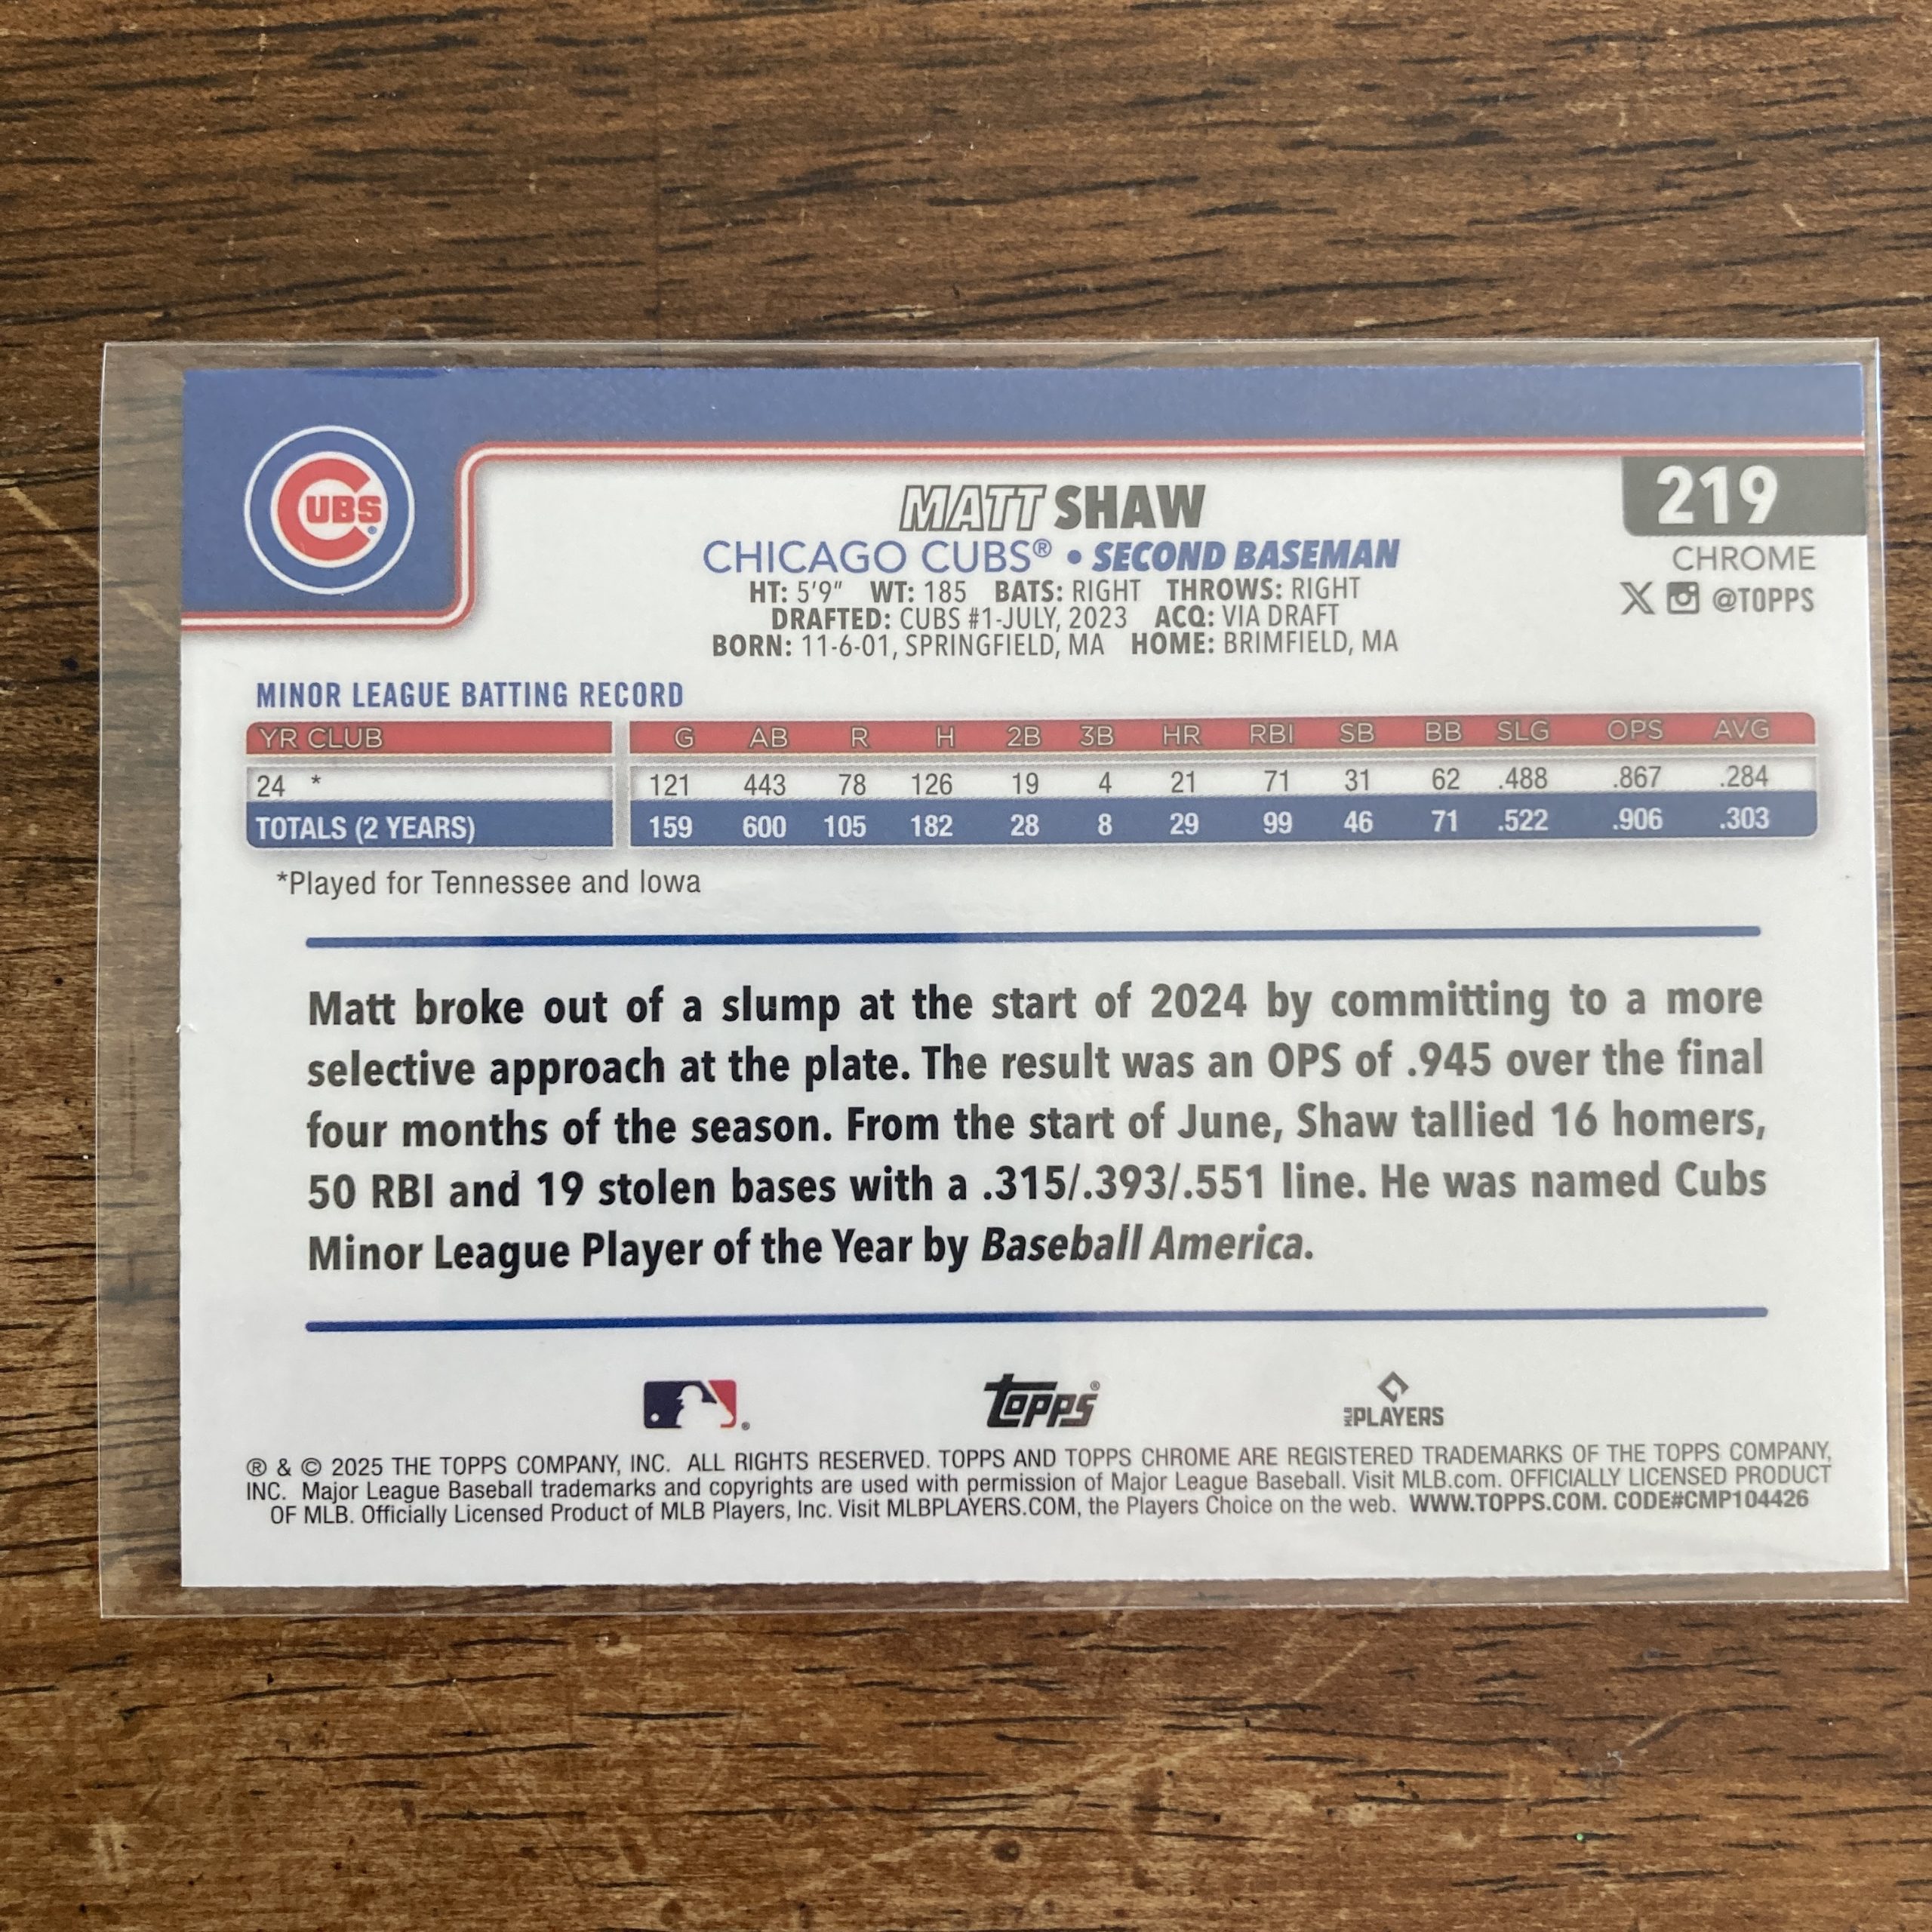 CUBS
MATT SHAW
219
CHICAGO CUBS® • SECOND BASEMAN
CHROME
HT: 5'9" WT: 185 BATS: RIGHT THROWS: RIGHT
@TOPPS
DRAFTED: CUBS #1-JULY, 2023 ACQ: VIA DRAFT
BORN: 11-6-01, SPRINGFIELD, MA HOME: BRIMFIELD, MA
MINOR LEAGUE BATTING RECORD
YR CLUB G AB R H 2B 3B HR RBI SB BB SLG OPS AVG
24 * 121 443 78 126 19 4 21 71 31 62 .488 .867 .284
TOTALS (2 YEARS) 159 600 105 182 28 8 29 99 46 71 .522 .906 .303
*Played for Tennessee and Iowa
Matt broke out of a slump at the start of 2024 by committing to a more
selective approach at the plate. The result was an OPS of .945 over the final
four months of the season. From the start of June, Shaw tallied 16 homers,
50 RBI and 19 stolen bases with a .315/.393/.551 line. He was named Cubs
Minor League Player of the Year by Baseball America.
® topps® MLB PLAYERS
® & © 2025 THE TOPPS COMPANY, INC. ALL RIGHTS RESERVED. TOPPS AND TOPPS CHROME ARE REGISTERED TRADEMARKS OF THE TOPPS COMPANY,
INC. Major League Baseball trademarks and copyrights are used with permission of Major League Baseball. Visit MLB.com. OFFICIALLY LICENSED PRODUCT
OF MLB. Officially Licensed Product of MLB Players, Inc. Visit MLBPLAYERS.COM, the Players Choice on the web. WWW.TOPPS.COM. CODE#CMP104426